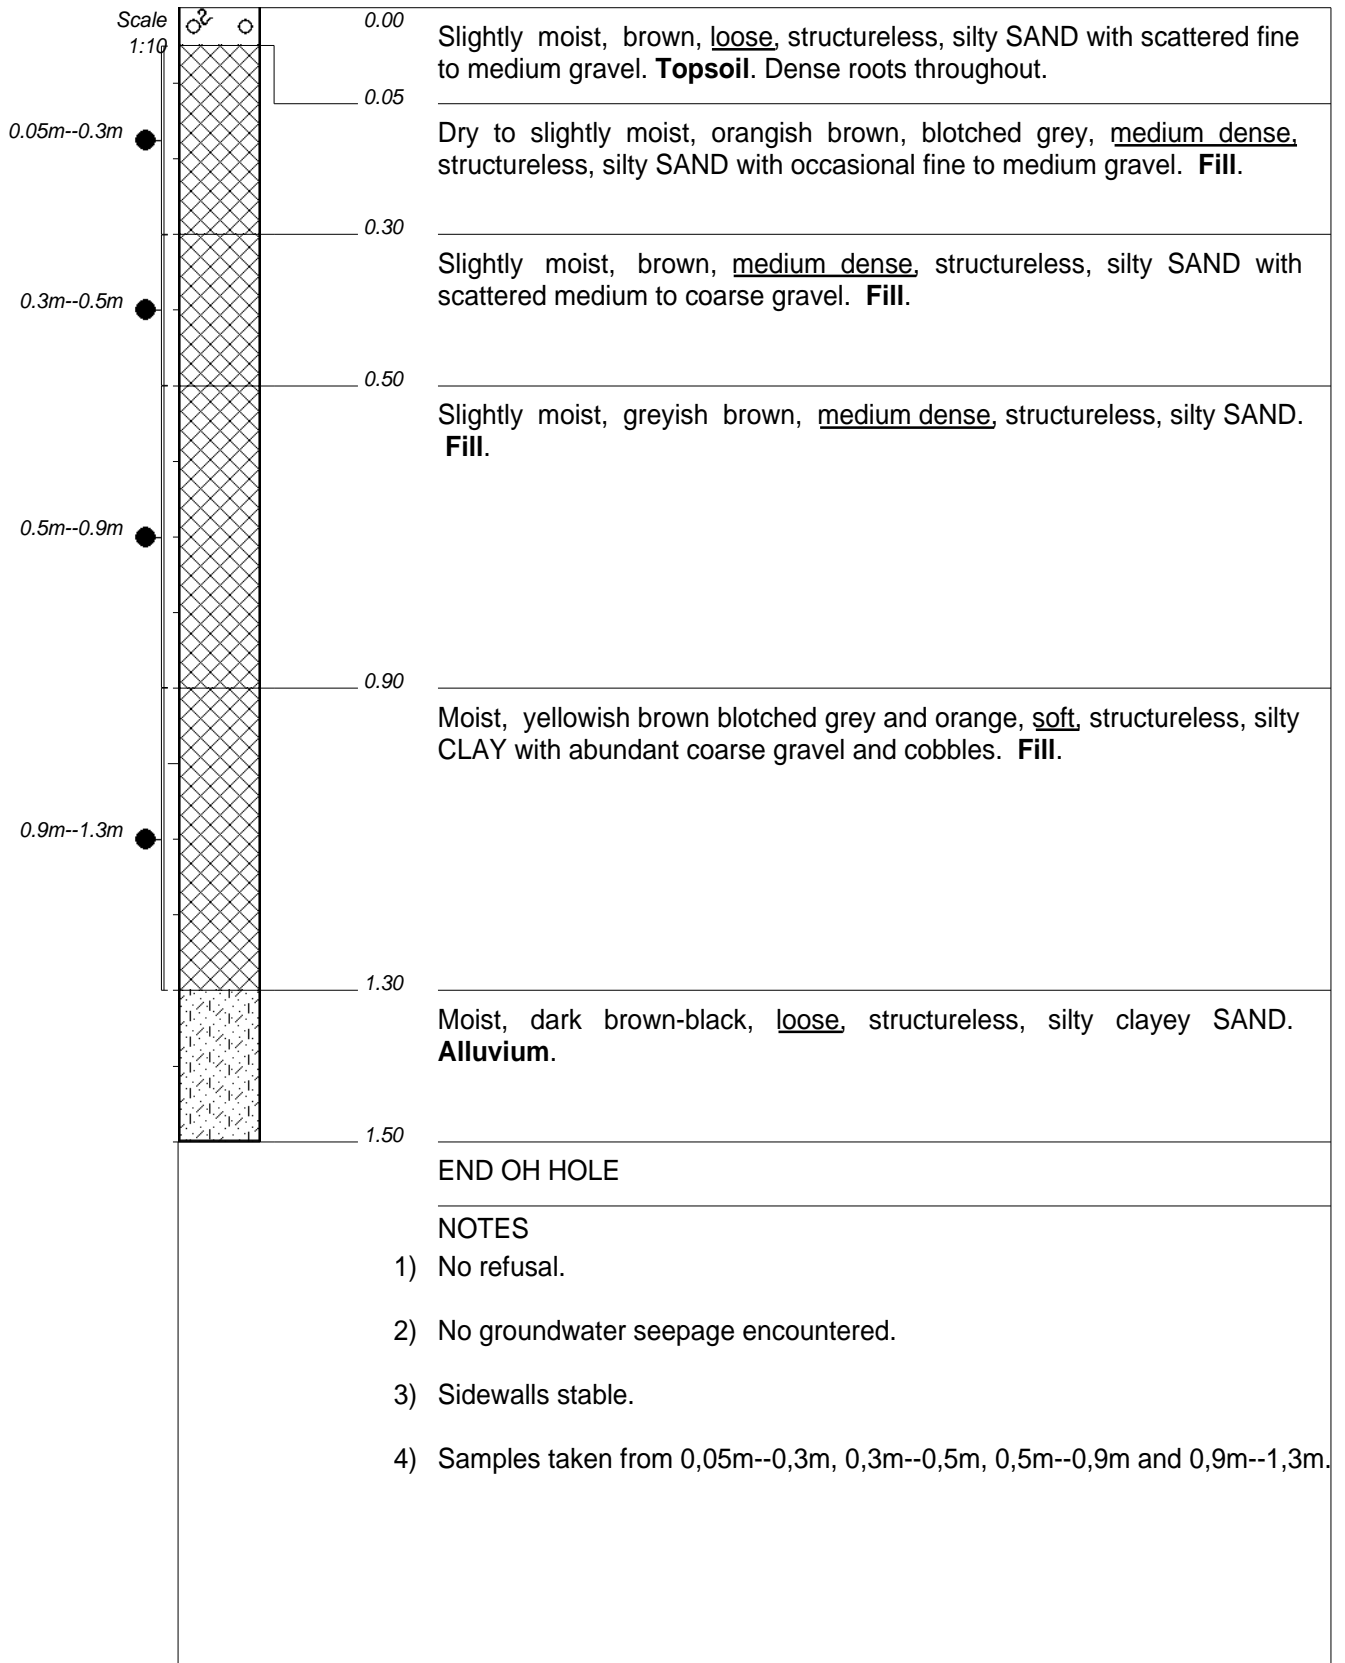 Scale
1:10
0.00
Slightly moist, brown, loose, structureless, silty SAND with scattered fine
to medium gravel. Topsoil. Dense roots throughout.
0.05
0.05m--0.3m
Dry to slightly moist, orangish brown, blotched grey, medium dense,
structureless, silty SAND with occasional fine to medium gravel. Fill.
0.30
Slightly moist, brown, medium dense, structureless, silty SAND with
scattered medium to coarse gravel. Fill.
0.3m--0.5m
0.50
Slightly moist, greyish brown, medium dense, structureless, silty SAND.
Fill.
0.5m--0.9m
0.90
Moist, yellowish brown blotched grey and orange, soft, structureless, silty
CLAY with abundant coarse gravel and cobbles. Fill.
0.9m--1.3m
1.30
Moist, dark brown-black, loose, structureless, silty clayey SAND.
Alluvium.
1.50
END OH HOLE
NOTES
1) No refusal.
2) No groundwater seepage encountered.
3) Sidewalls stable.
4) Samples taken from 0,05m--0,3m, 0,3m--0,5m, 0,5m--0,9m and 0,9m--1,3m.